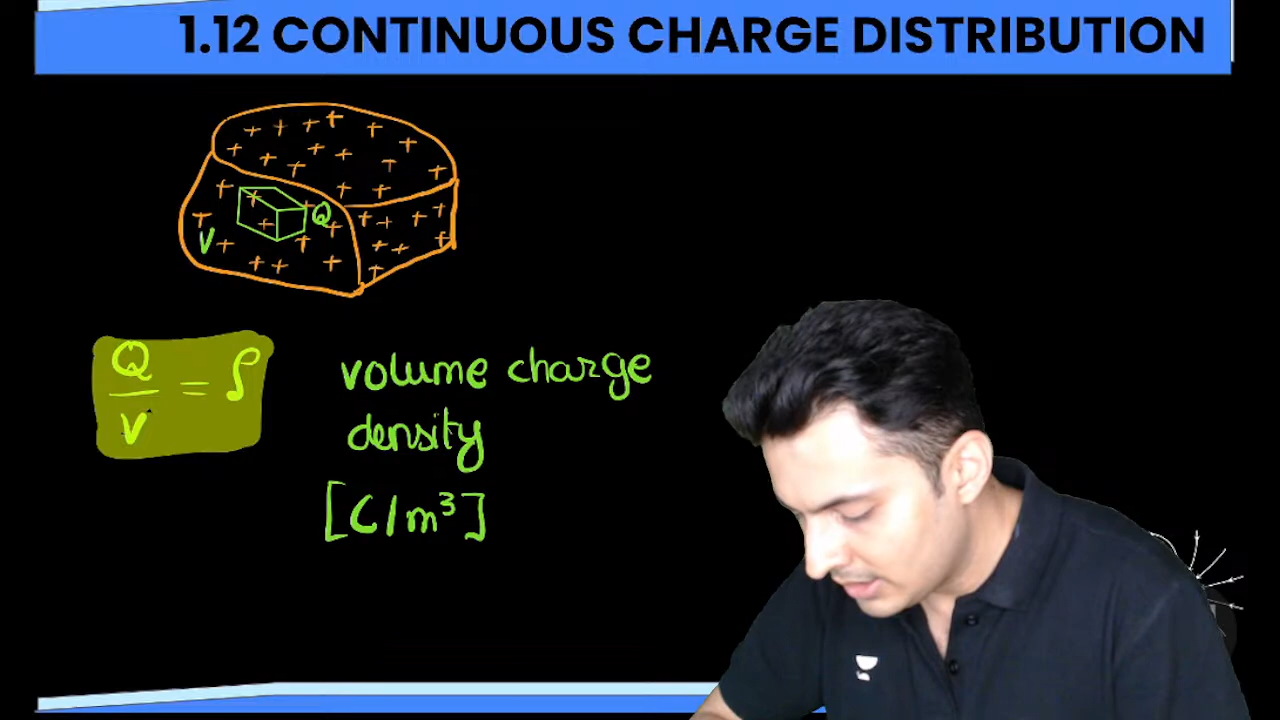 1.12 CONTINUOUS CHARGE DISTRIBUTION
Q
V
Q/V = ρ
volume charge
density
[C/m³]